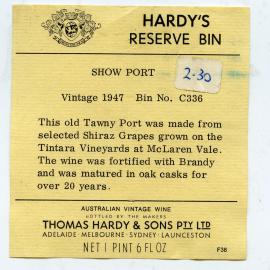 HARDY'S
RESERVE BIN
SHOW PORT
2-30
Vintage 1947 Bin No. C336
This old Tawny Port was made from
selected Shiraz Grapes grown on the
Tintara Vineyards at McLaren Vale.
The wine was fortified with Brandy
and was matured in oak casks for
over 20 years.
AUSTRALIAN VINTAGE WINE
BOTTLED BY THE MAKERS
THOMAS HARDY & SONS PTY LTD
ADELAIDE - MELBOURNE - SYDNEY - LAUNCESTON
NET 1 PINT 6 FL OZ
F38